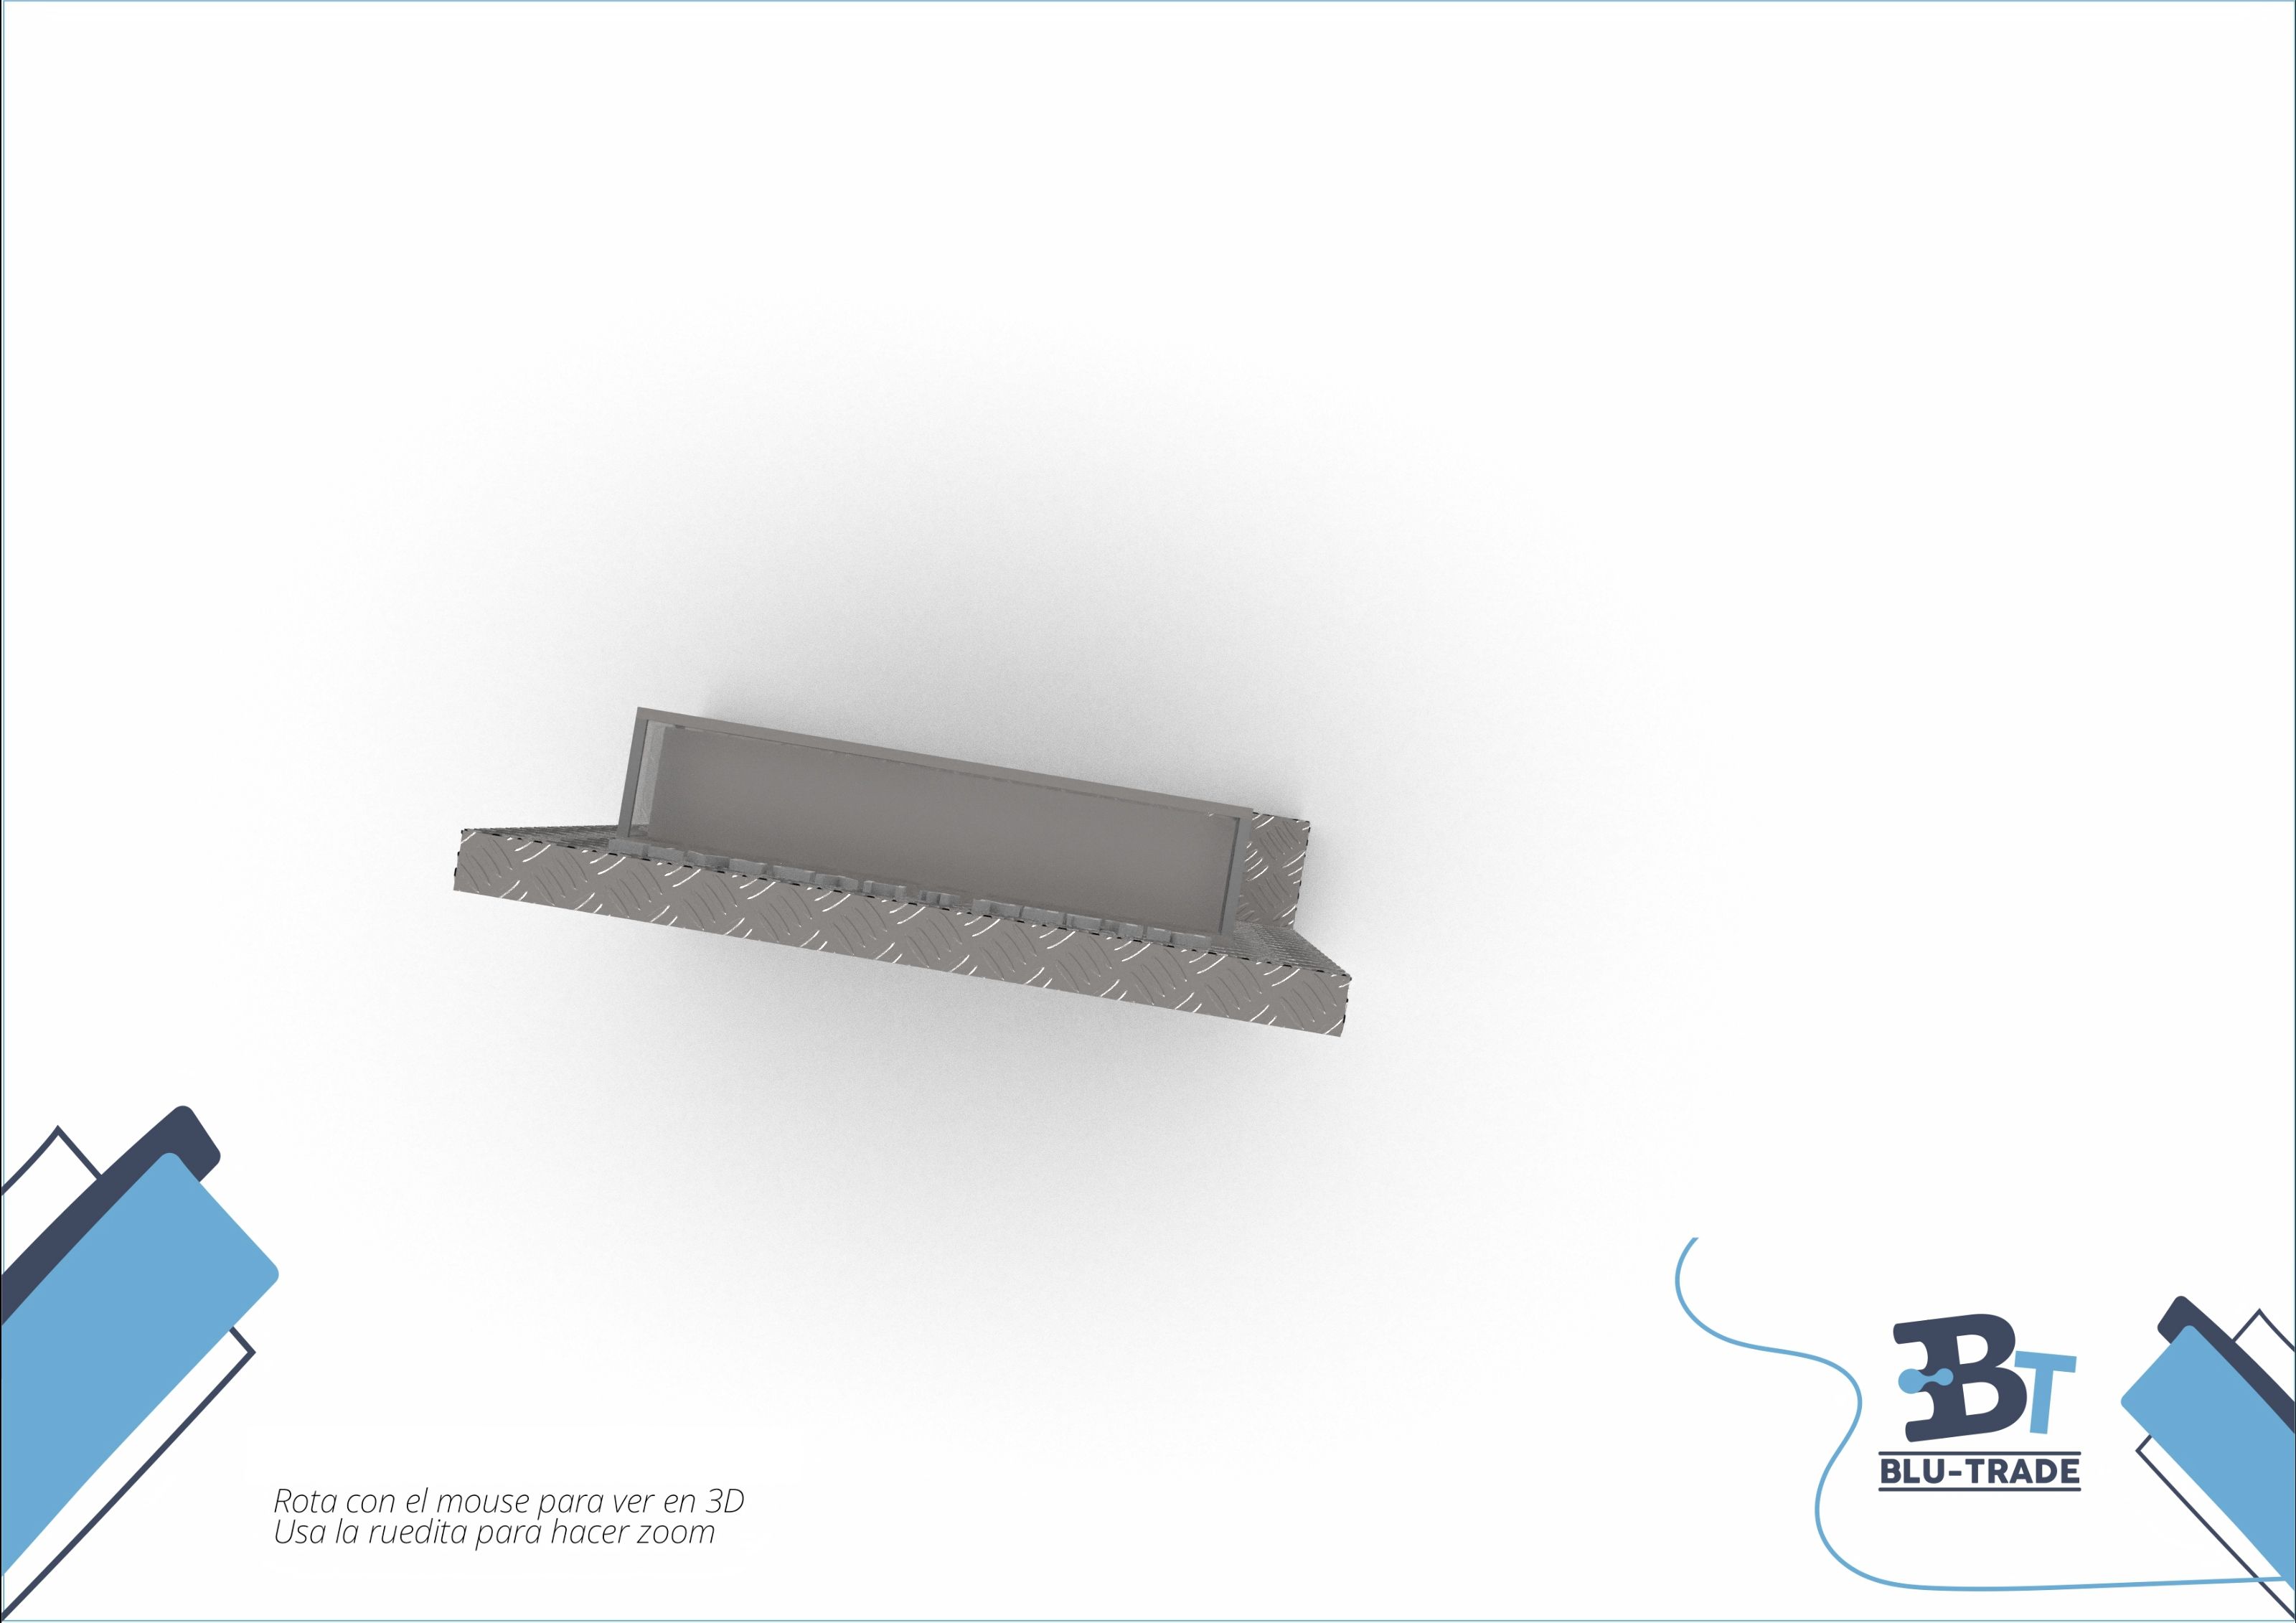 Rota con el mouse para ver en 3D
Usa la ruedita para hacer zoom
BT
BLU-TRADE